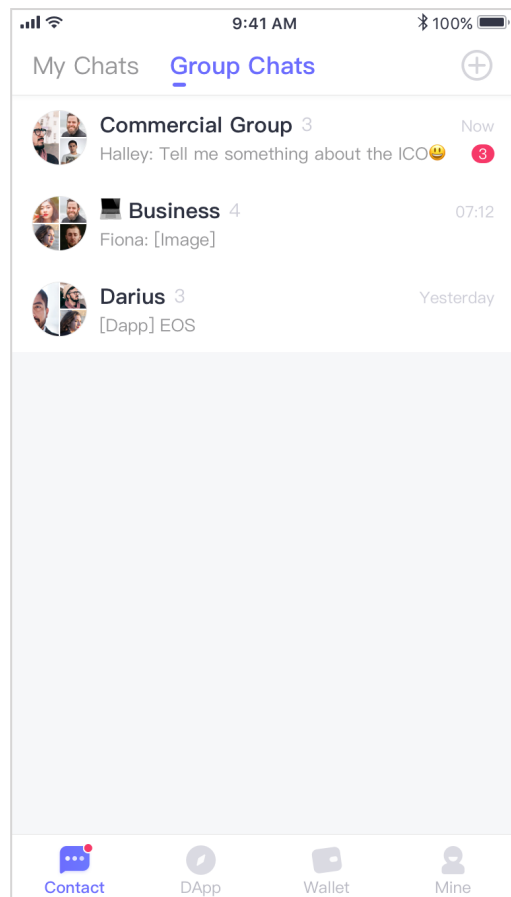 9:41 AM
100%
My Chats Group Chats
Commercial Group 3
Now
Halley: Tell me something about the ICO😃
3
💻 Business 4
07:12
Fiona: [Image]
Darius 3
Yesterday
[Dapp] EOS
Contact DApp Wallet Mine